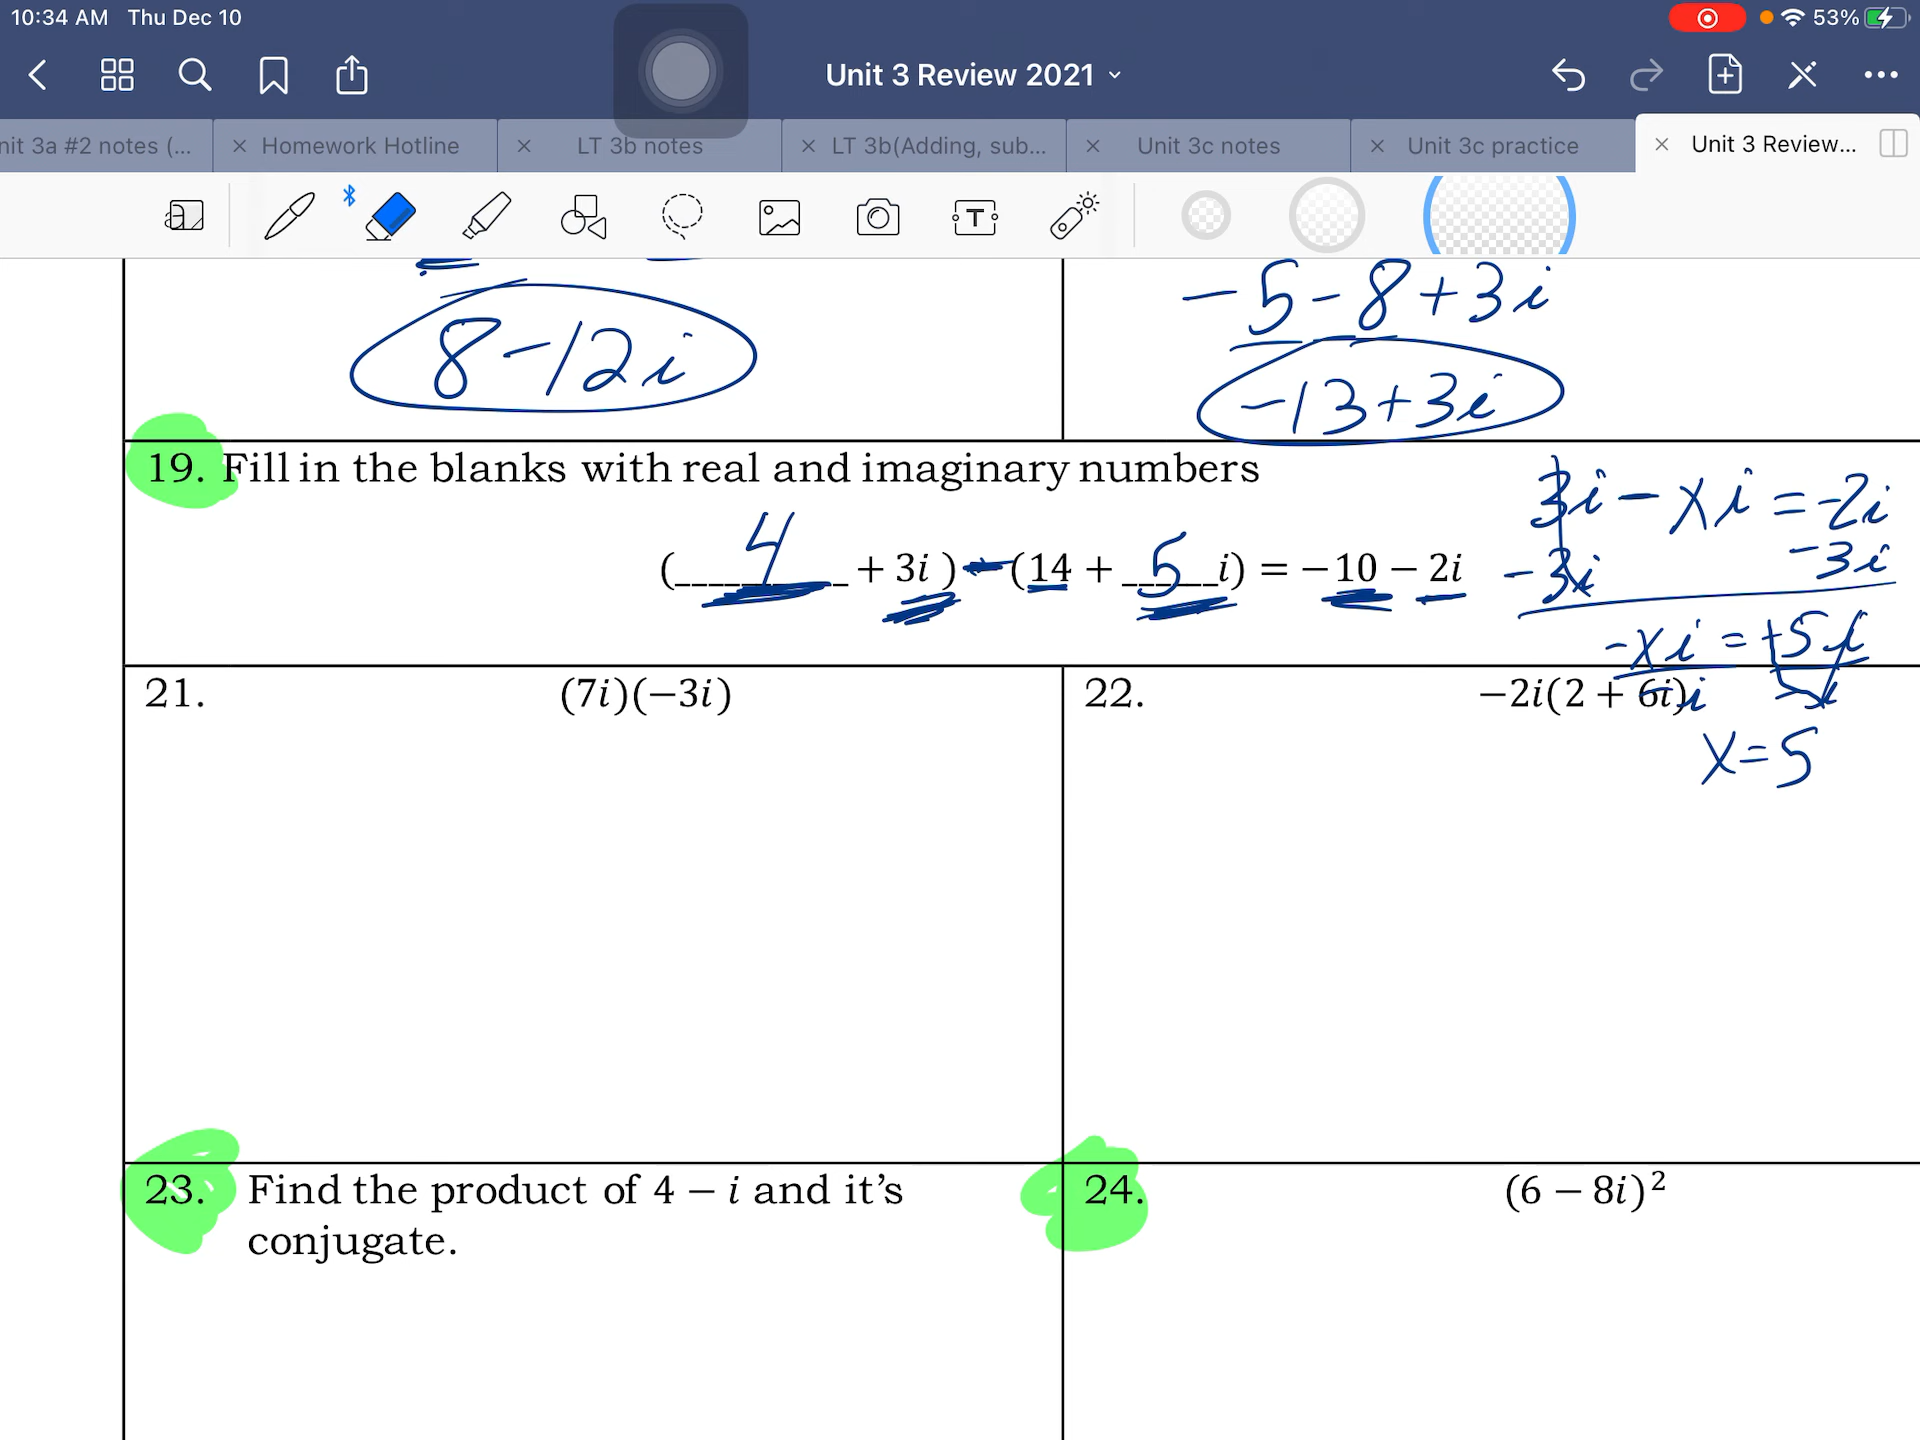 10:34 AM Thu Dec 10
53%
Unit 3 Review 2021
nit 3a #2 notes (...
Homework Hotline
LT 3b notes
LT 3b(Adding, sub...
Unit 3c notes
Unit 3c practice
Unit 3 Review...
8-12i
-5-8+3i
-13+3i
19. Fill in the blanks with real and imaginary numbers
(___4___ + 3i) - (14 + __5__i) = −10 − 2i
3i - xi = -2i
-3i -3i
-xi = +5i
-i
x=5
21. (7i)(−3i)
22. −2i(2 + 6i)
23. Find the product of 4 − i and it's
conjugate.
24. (6 − 8i)²